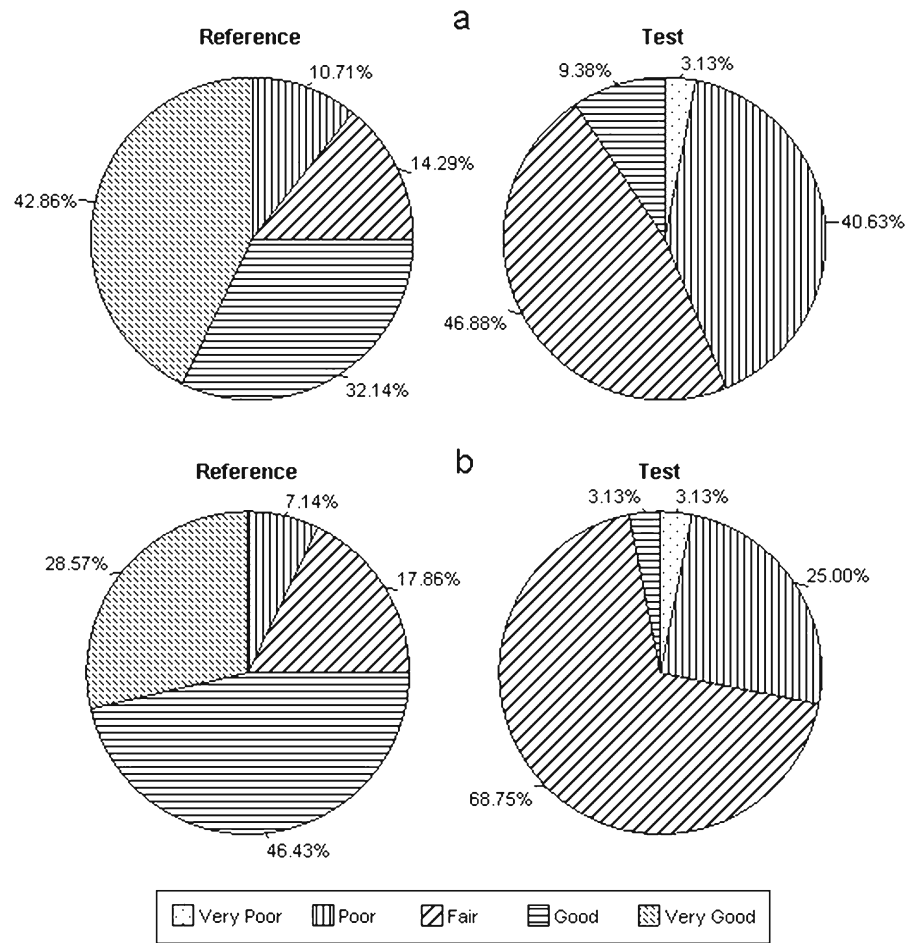 a
Reference
Test
10.71%
14.29%
32.14%
42.86%
3.13%
40.63%
46.88%
9.38%
b
Reference
Test
7.14%
17.86%
46.43%
28.57%
3.13%
25.00%
68.75%
3.13%
Very Poor Poor Fair Good Very Good